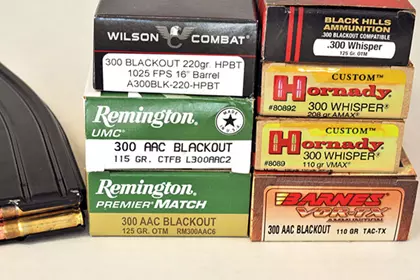 WILSON COMBAT®
300 BLACKOUT 220gr. HPBT
1025 FPS 16" Barrel
A300BLK-220-HPBT
Remington®
UMC®
300 AAC BLACKOUT
115 GR. CTFB L300AAC2
Remington®
PREMIER® MATCH
300 AAC BLACKOUT
125 GR. OTM RM300AAC6
BLACK HILLS
AMMUNITION
300 BLACKOUT COMPATIBLE
.300 Whisper
125 Gr. OTM
CUSTOM™
Hornady
#80892
300 WHISPER®
208 gr AMAX®
CUSTOM™
Hornady
#8089
300 WHISPER®
110 gr VMAX®
BARNES
VOR-TX
AMMUNITION
300 AAC BLACKOUT 110 GR TAC-TX